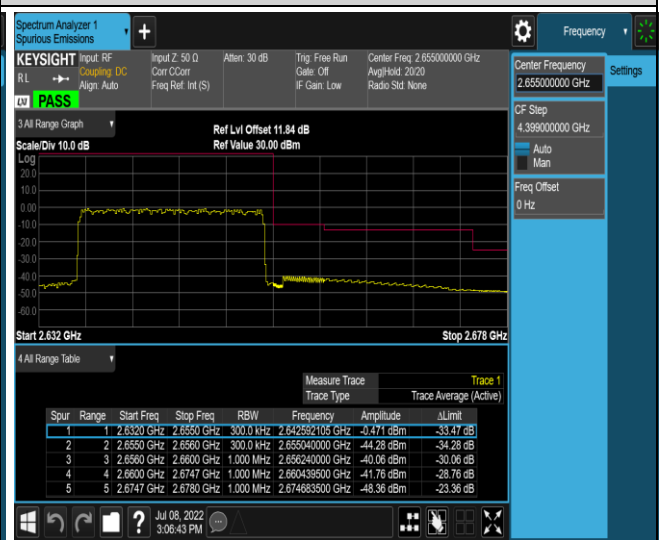 Spectrum Analyzer 1
Spurious Emissions
Frequency
KEYSIGHT Input: RF Input Z: 50 Ω Atten: 30 dB Trig: Free Run Center Freq: 2.655000000 GHz
RL Coupling: DC Corr CCorr Gate: Off Avg|Hold: 20/20
Align: Auto Freq Ref: Int (S) IF Gain: Low Radio Std: None
LXI PASS
Center Frequency
2.655000000 GHz
Settings
CF Step
4.399000000 GHz
Auto
Man
Freq Offset
0 Hz
3 All Range Graph
Ref Lvl Offset 11.84 dB
Scale/Div 10.0 dB Ref Value 30.00 dBm
Log
20.0
10.0
0.00
-10.0
-20.0
-30.0
-40.0
-50.0
-60.0
Start 2.632 GHz Stop 2.678 GHz
4 All Range Table
Measure Trace Trace 1
Trace Type Trace Average (Active)
Spur Range Start Freq Stop Freq RBW Frequency Amplitude ΔLimit
1 1 2.6320 GHz 2.6550 GHz 300.0 kHz 2.642592105 GHz -0.471 dBm -33.47 dB
2 2 2.6550 GHz 2.6560 GHz 300.0 kHz 2.655040000 GHz -44.28 dBm -34.28 dB
3 3 2.6560 GHz 2.6600 GHz 1.000 MHz 2.656240000 GHz -40.06 dBm -30.06 dB
4 4 2.6600 GHz 2.6747 GHz 1.000 MHz 2.660439500 GHz -41.76 dBm -28.76 dB
5 5 2.6747 GHz 2.6780 GHz 1.000 MHz 2.674683500 GHz -48.36 dBm -23.36 dB
Jul 08, 2022
3:06:43 PM